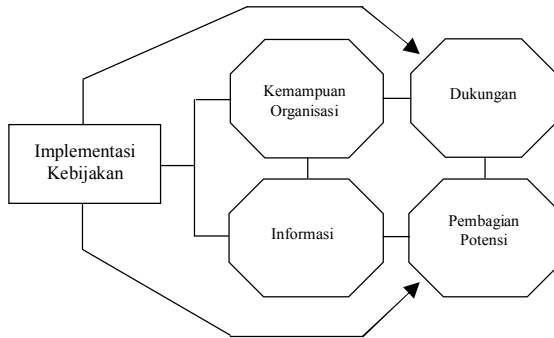 Implementasi
Kebijakan
Kemampuan
Organisasi
Dukungan
Informasi
Pembagian
Potensi